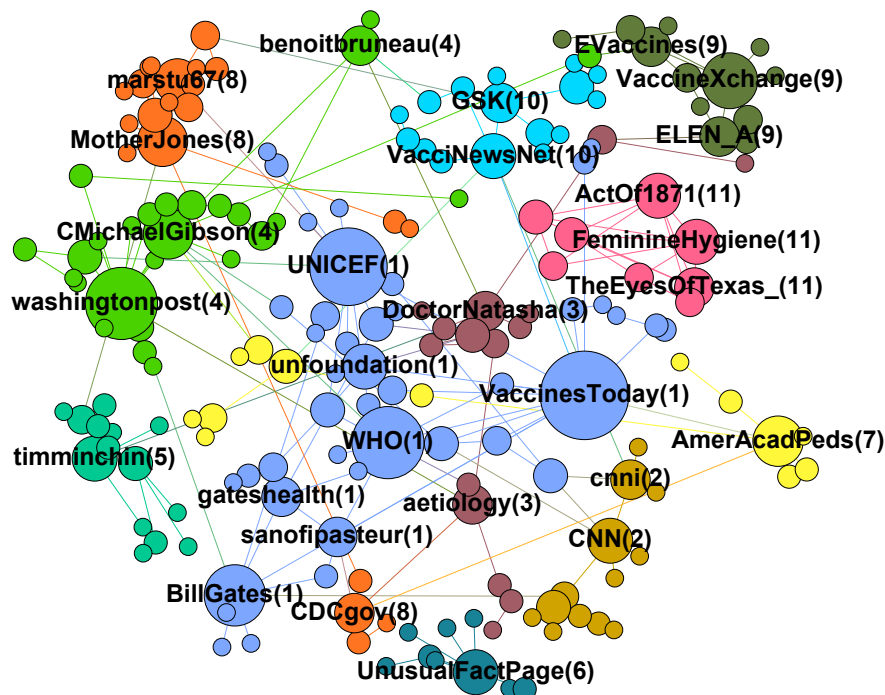 benoitbruneau(4)
EVaccines(9)
marstu67(8)
VaccineXchange(9)
GSK(10)
MotherJones(8)
ELEN_A(9)
VacciNewsNet(10)
ActOf1871(11)
CMichaelGibson(4)
FeminineHygiene(11)
UNICEF(1)
TheEyesOfTexas_(11)
washingtonpost(4)
DoctorNatasha(3)
unfoundation(1)
VaccinesToday(1)
WHO(1)
AmerAcadPeds(7)
timminchin(5)
cnni(2)
gateshealth(1)
aetiology(3)
sanofipasteur(1)
CNN(2)
BillGates(1)
CDCgov(8)
UnusualFactPage(6)